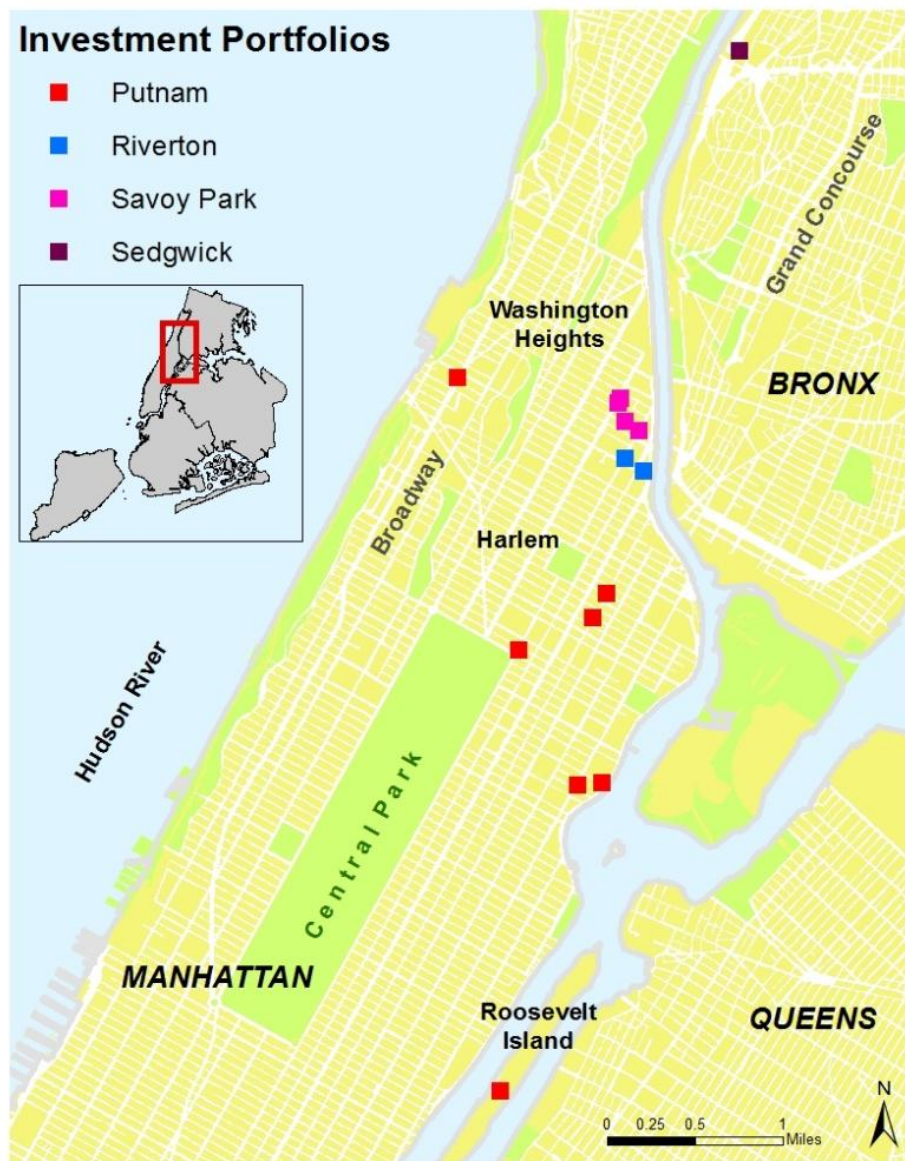 Investment Portfolios
Putnam
Riverton
Savoy Park
Sedgwick
Grand Concourse
Washington
Heights
BRONX
Broadway
Harlem
Hudson River
Central Park
MANHATTAN
Roosevelt
Island
QUEENS
N
0 0.25 0.5 1
Miles